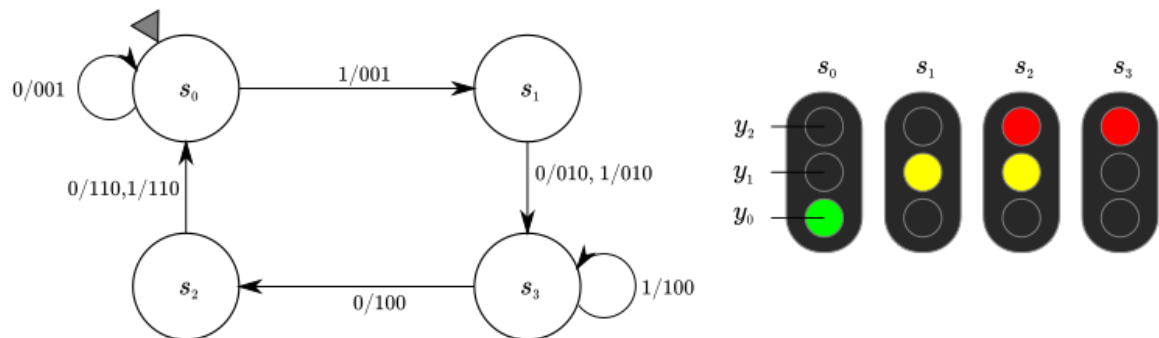 0/001
s₀
1/001
s₁
0/110,1/110
0/010, 1/010
s₂
0/100
s₃
1/100
s₀ s₁ s₂ s₃
y₂
y₁
y₀